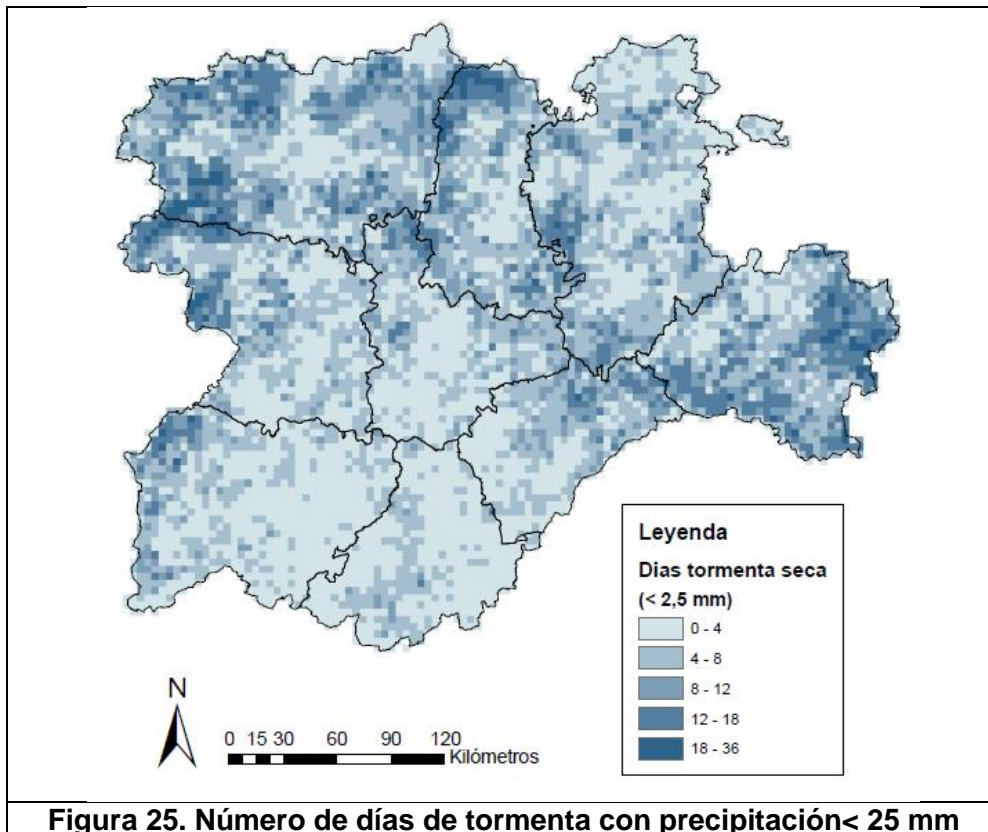 Leyenda
Dias tormenta seca
(< 2,5 mm)
0 - 4
4 - 8
8 - 12
12 - 18
18 - 36
N
0 15 30 60 90 120
Kilómetros
Figura 25. Número de días de tormenta con precipitación< 25 mm